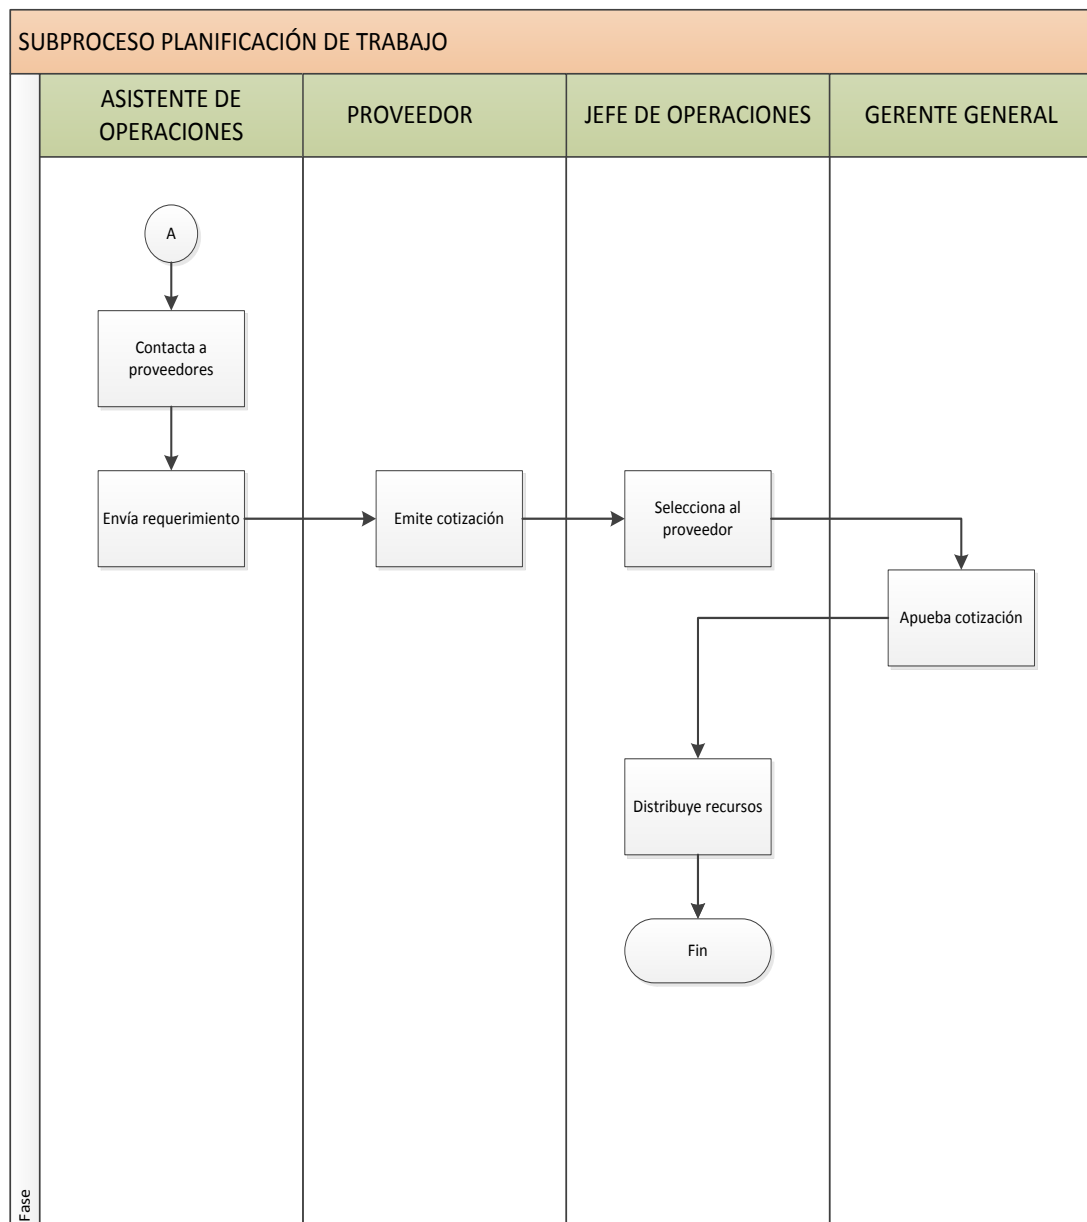 SUBPROCESO PLANIFICACIÓN DE TRABAJO
ASISTENTE DE
OPERACIONES
PROVEEDOR
JEFE DE OPERACIONES
GERENTE GENERAL
A
Contacta a
proveedores
Envía requerimiento
Emite cotización
Selecciona al
proveedor
Apueba cotización
Distribuye recursos
Fin
Fase